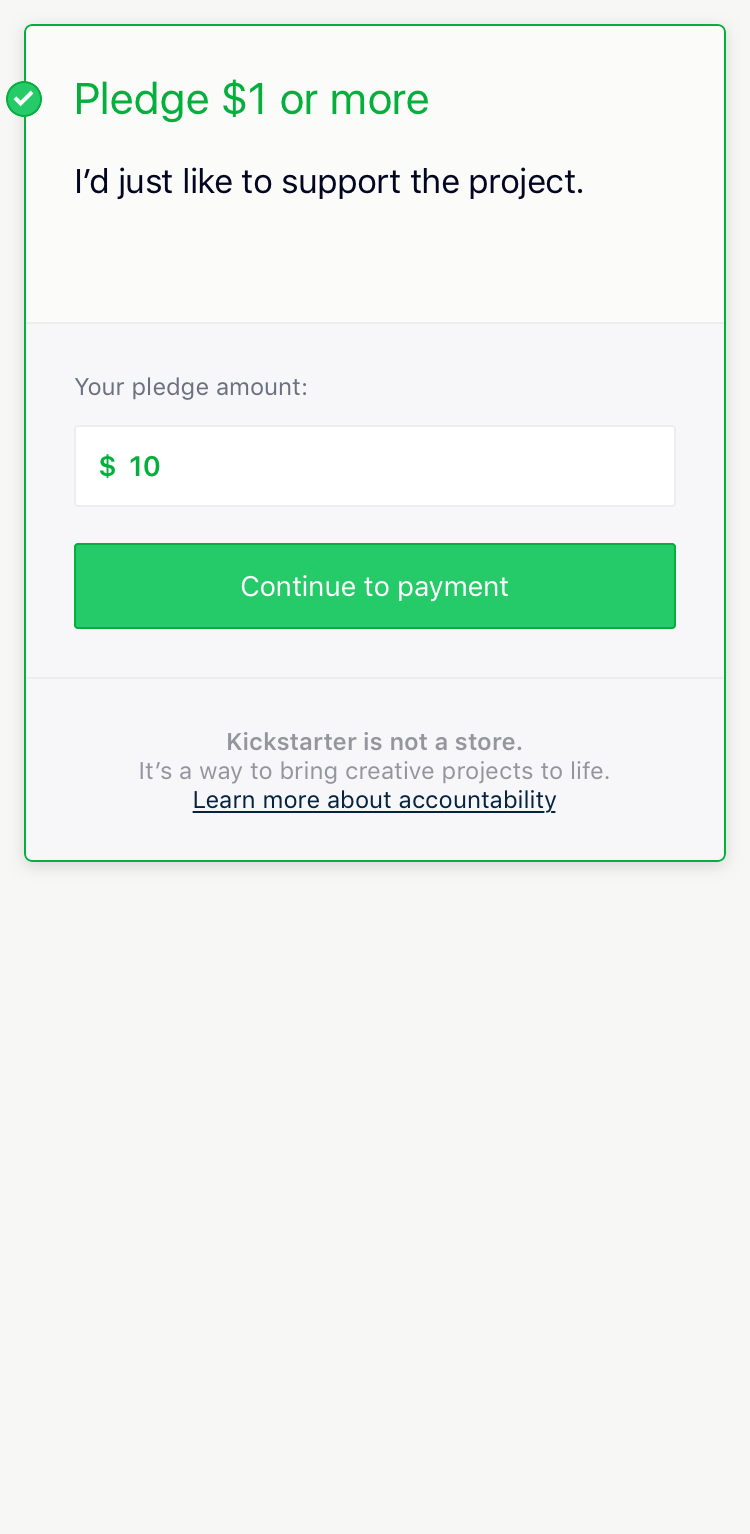 Pledge $1 or more
I’d just like to support the project.
Your pledge amount:
$ 10
Continue to payment
Kickstarter is not a store.
It’s a way to bring creative projects to life.
Learn more about accountability